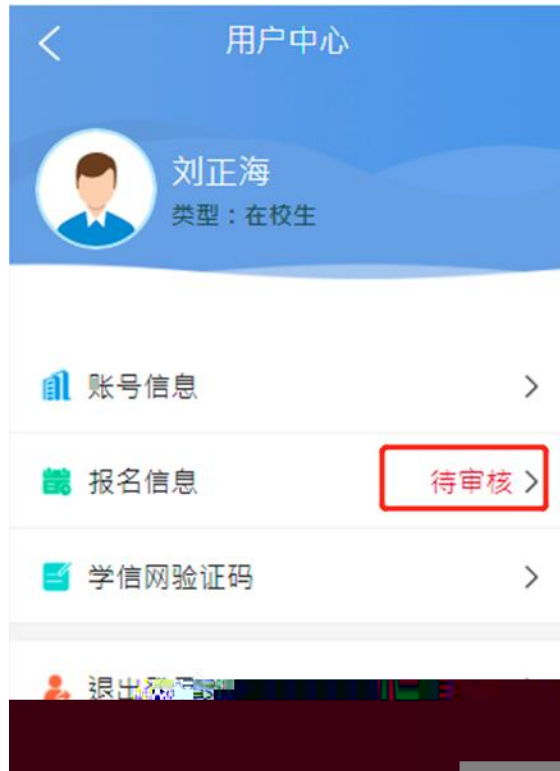 用户中心
刘正海
类型：在校生
账号信息
报名信息
待审核
学信网验证码
退出